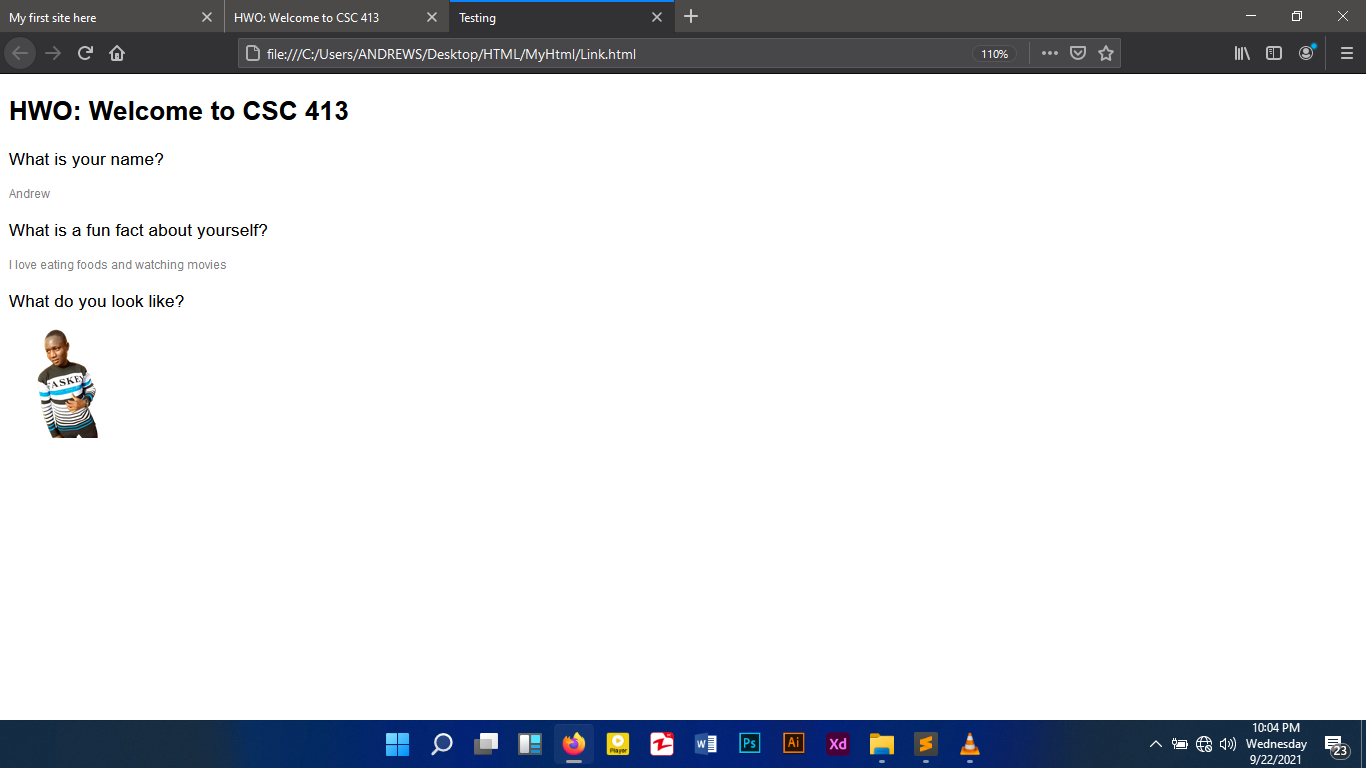 My first site here
HWO: Welcome to CSC 413
Testing
file:///C:/Users/ANDREWS/Desktop/HTML/MyHtml/Link.html
110%
HWO: Welcome to CSC 413
What is your name?
Andrew
What is a fun fact about yourself?
I love eating foods and watching movies
What do you look like?
Player
W
Ps
Ai
Xd
10:04 PM
Wednesday
9/22/2021
23